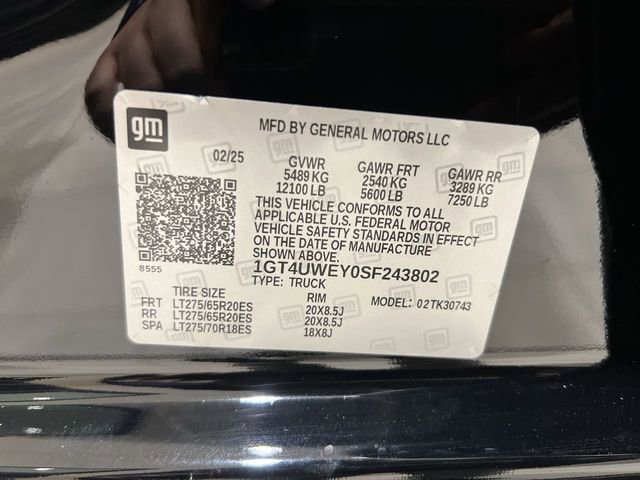 gm
MFD BY GENERAL MOTORS LLC
02/25
GVWR GAWR FRT GAWR RR
5489 KG 2540 KG 3289 KG
12100 LB 5600 LB 7250 LB
THIS VEHICLE CONFORMS TO ALL
APPLICABLE U.S. FEDERAL MOTOR
VEHICLE SAFETY STANDARDS IN EFFECT
ON THE DATE OF MANUFACTURE
SHOWN ABOVE.
8555
1GT4UWEY0SF243802
TYPE: TRUCK
TIRE SIZE RIM MODEL: 02TK30743
FRT LT275/65R20ES 20X8.5J
RR LT275/65R20ES 20X8.5J
SPA LT275/70R18ES 18X8J